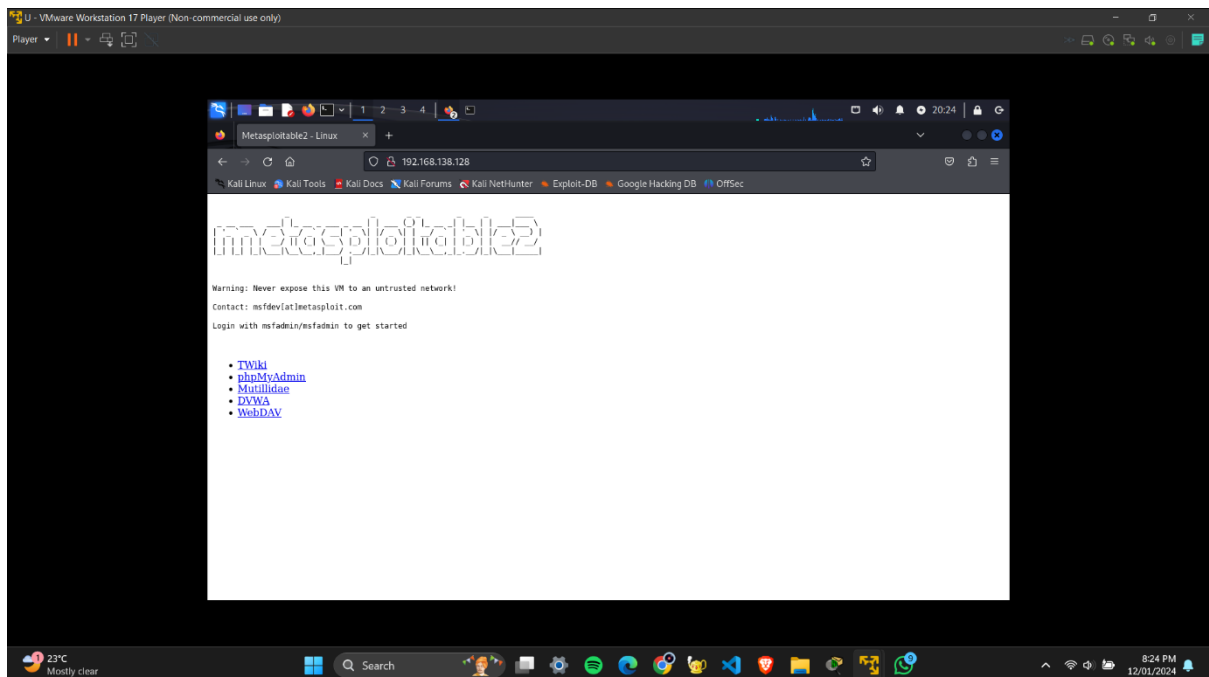 U - VMware Workstation 17 Player (Non-commercial use only)
Player
1 2 3 4
20:24
Metasploitable2 - Linux
192.168.138.128
Kali Linux Kali Tools Kali Docs Kali Forums Kali NetHunter Exploit-DB Google Hacking DB OffSec
metasploitable2
Warning: Never expose this VM to an untrusted network!
Contact: msfdev[at]metasploit.com
Login with msfadmin/msfadmin to get started
TWiki
phpMyAdmin
Mutillidae
DVWA
WebDAV
1
23°C
Mostly clear
Search
9
8:24 PM
12/01/2024